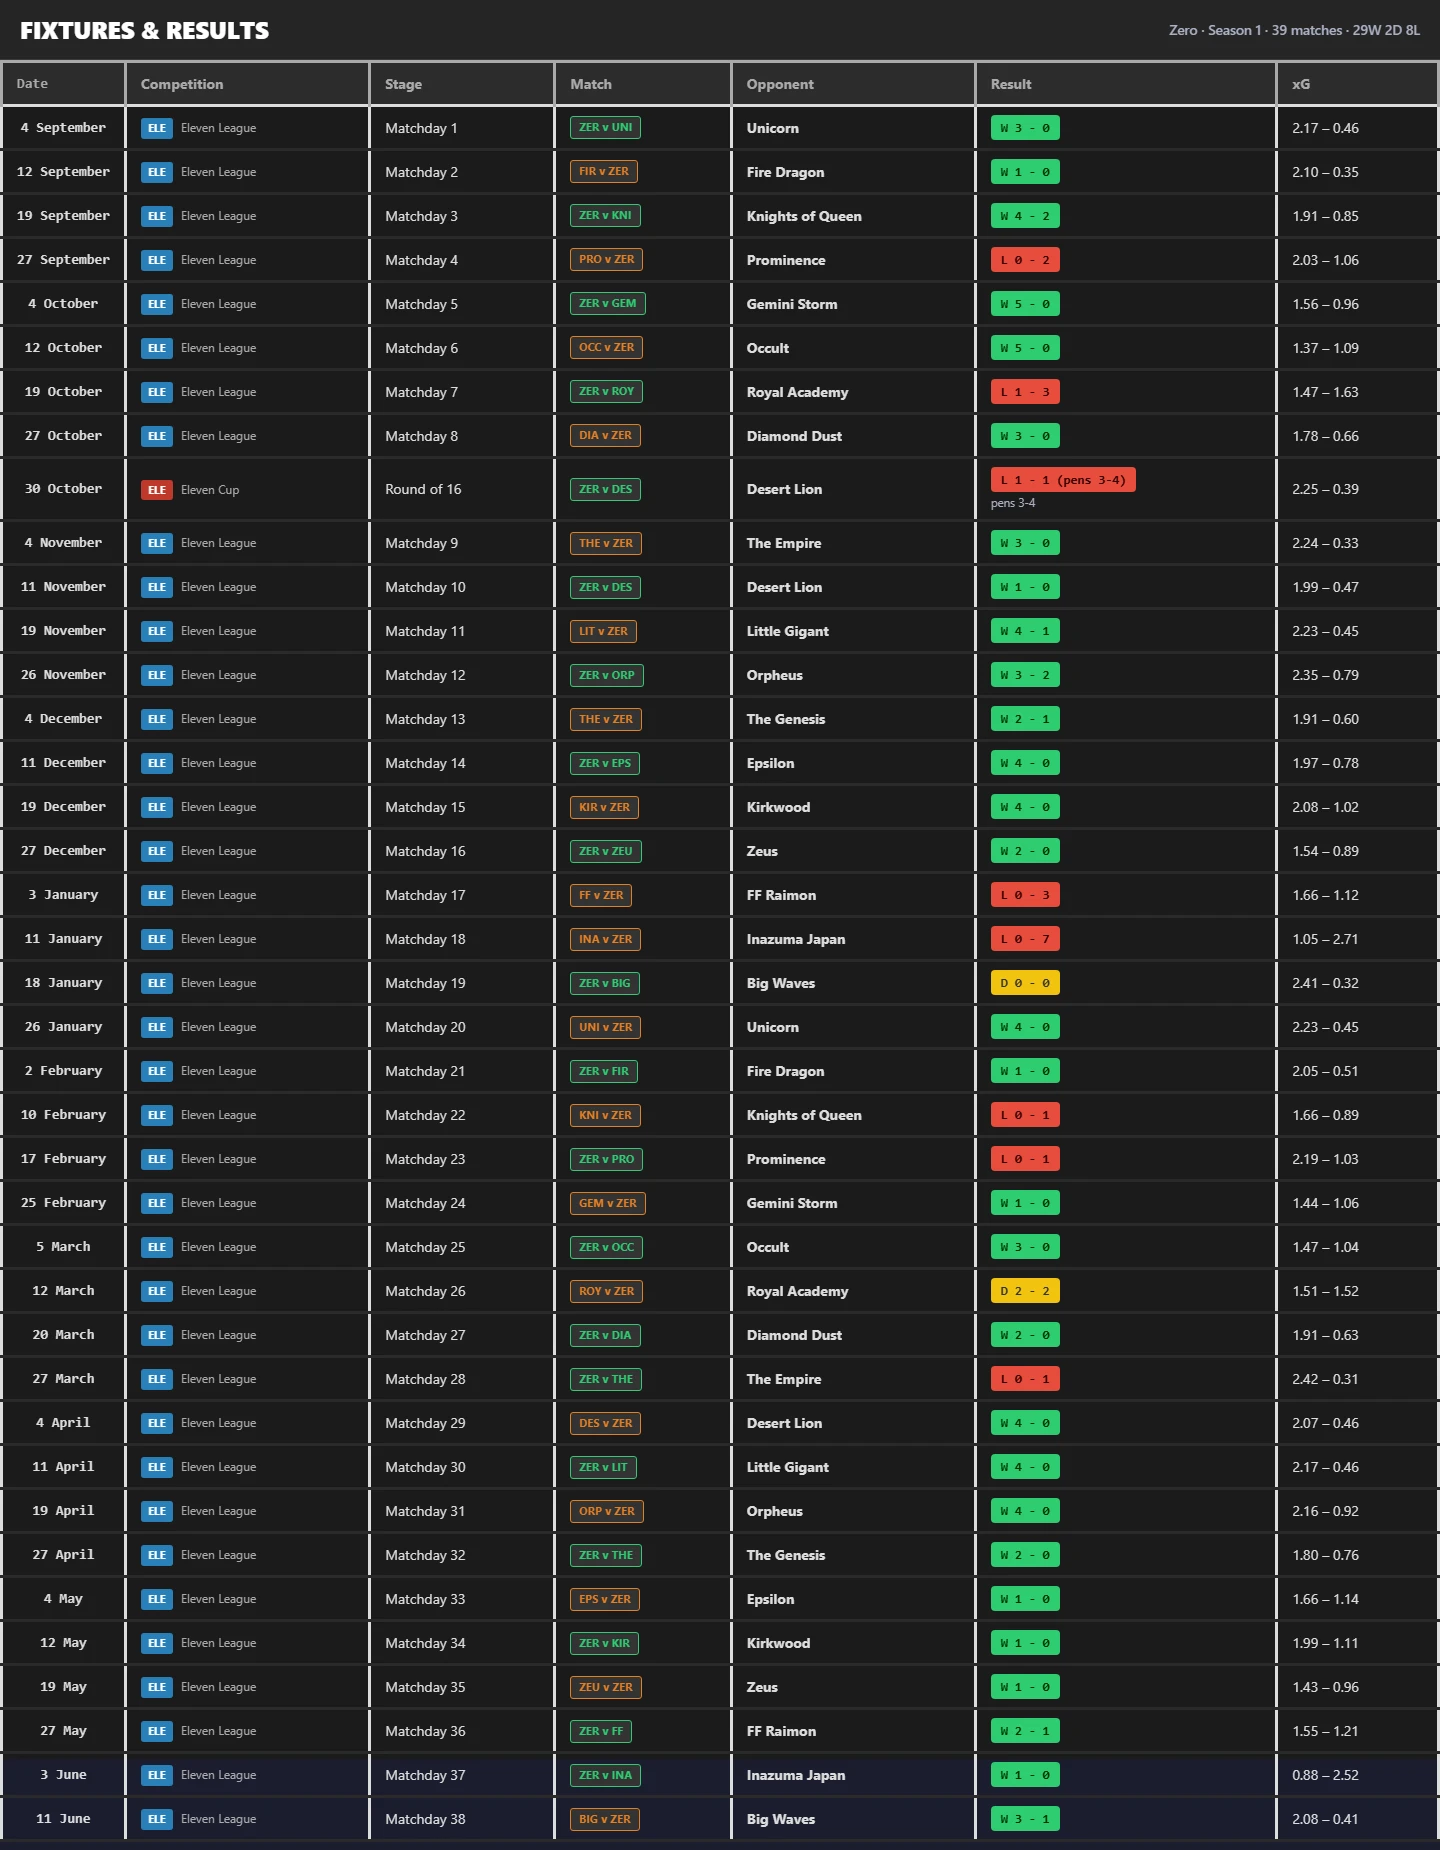 FIXTURES & RESULTS
Zero · Season 1 · 39 matches · 29W 2D 8L
Date Competition Stage Match Opponent Result xG
4 September ELE Eleven League Matchday 1 ZER v UNI Unicorn W 3 - 0 2.17 – 0.46
12 September ELE Eleven League Matchday 2 FIR v ZER Fire Dragon W 1 - 0 2.10 – 0.35
19 September ELE Eleven League Matchday 3 ZER v KNI Knights of Queen W 4 - 2 1.91 – 0.85
27 September ELE Eleven League Matchday 4 PRO v ZER Prominence L 0 - 2 2.03 – 1.06
4 October ELE Eleven League Matchday 5 ZER v GEM Gemini Storm W 5 - 0 1.56 – 0.96
12 October ELE Eleven League Matchday 6 OCC v ZER Occult W 5 - 0 1.37 – 1.09
19 October ELE Eleven League Matchday 7 ZER v ROY Royal Academy L 1 - 3 1.47 – 1.63
27 October ELE Eleven League Matchday 8 DIA v ZER Diamond Dust W 3 - 0 1.78 – 0.66
30 October ELE Eleven Cup Round of 16 ZER v DES Desert Lion L 1 - 1 (pens 3-4) 2.25 – 0.39
pens 3-4
4 November ELE Eleven League Matchday 9 THE v ZER The Empire W 3 - 0 2.24 – 0.33
11 November ELE Eleven League Matchday 10 ZER v DES Desert Lion W 1 - 0 1.99 – 0.47
19 November ELE Eleven League Matchday 11 LIT v ZER Little Gigant W 4 - 1 2.23 – 0.45
26 November ELE Eleven League Matchday 12 ZER v ORP Orpheus W 3 - 2 2.35 – 0.79
4 December ELE Eleven League Matchday 13 THE v ZER The Genesis W 2 - 1 1.91 – 0.60
11 December ELE Eleven League Matchday 14 ZER v EPS Epsilon W 4 - 0 1.97 – 0.78
19 December ELE Eleven League Matchday 15 KIR v ZER Kirkwood W 4 - 0 2.08 – 1.02
27 December ELE Eleven League Matchday 16 ZER v ZEU Zeus W 2 - 0 1.54 – 0.89
3 January ELE Eleven League Matchday 17 FF v ZER FF Raimon L 0 - 3 1.66 – 1.12
11 January ELE Eleven League Matchday 18 INA v ZER Inazuma Japan L 0 - 7 1.05 – 2.71
18 January ELE Eleven League Matchday 19 ZER v BIG Big Waves D 0 - 0 2.41 – 0.32
26 January ELE Eleven League Matchday 20 UNI v ZER Unicorn W 4 - 0 2.23 – 0.45
2 February ELE Eleven League Matchday 21 ZER v FIR Fire Dragon W 1 - 0 2.05 – 0.51
10 February ELE Eleven League Matchday 22 KNI v ZER Knights of Queen L 0 - 1 1.66 – 0.89
17 February ELE Eleven League Matchday 23 ZER v PRO Prominence L 0 - 1 2.19 – 1.03
25 February ELE Eleven League Matchday 24 GEM v ZER Gemini Storm W 1 - 0 1.44 – 1.06
5 March ELE Eleven League Matchday 25 ZER v OCC Occult W 3 - 0 1.47 – 1.04
12 March ELE Eleven League Matchday 26 ROY v ZER Royal Academy D 2 - 2 1.51 – 1.52
20 March ELE Eleven League Matchday 27 ZER v DIA Diamond Dust W 2 - 0 1.91 – 0.63
27 March ELE Eleven League Matchday 28 ZER v THE The Empire L 0 - 1 2.42 – 0.31
4 April ELE Eleven League Matchday 29 DES v ZER Desert Lion W 4 - 0 2.07 – 0.46
11 April ELE Eleven League Matchday 30 ZER v LIT Little Gigant W 4 - 0 2.17 – 0.46
19 April ELE Eleven League Matchday 31 ORP v ZER Orpheus W 4 - 0 2.16 – 0.92
27 April ELE Eleven League Matchday 32 ZER v THE The Genesis W 2 - 0 1.80 – 0.76
4 May ELE Eleven League Matchday 33 EPS v ZER Epsilon W 1 - 0 1.66 – 1.14
12 May ELE Eleven League Matchday 34 ZER v KIR Kirkwood W 1 - 0 1.99 – 1.11
19 May ELE Eleven League Matchday 35 ZEU v ZER Zeus W 1 - 0 1.43 – 0.96
27 May ELE Eleven League Matchday 36 ZER v FF FF Raimon W 2 - 1 1.55 – 1.21
3 June ELE Eleven League Matchday 37 ZER v INA Inazuma Japan W 1 - 0 0.88 – 2.52
11 June ELE Eleven League Matchday 38 BIG v ZER Big Waves W 3 - 1 2.08 – 0.41